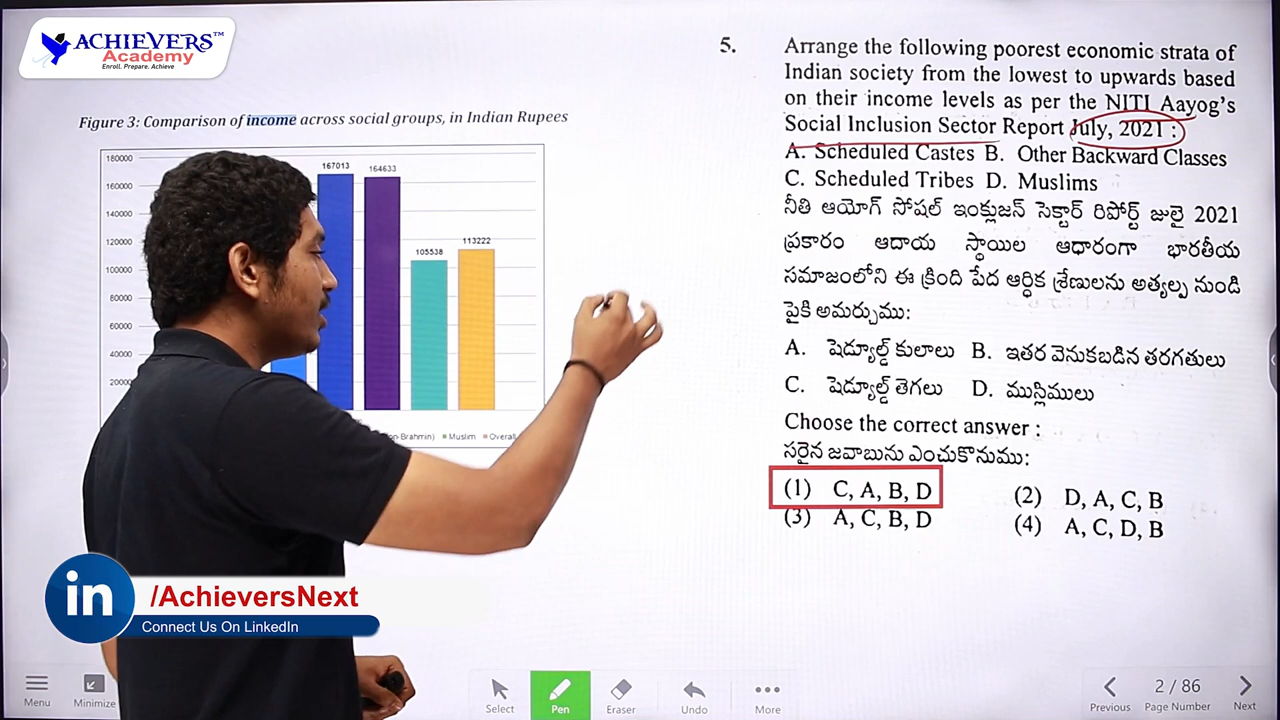 ACHIEVERS™
Academy
Enroll. Prepare. Achieve
Figure 3: Comparison of income across social groups, in Indian Rupees
180000
160000
140000
120000
100000
80000
60000
40000
20000
167013
164633
105538
113222
on-Brahmin) Muslim Overall
5. Arrange the following poorest economic strata of
Indian society from the lowest to upwards based
on their income levels as per the NITI Aayog's
Social Inclusion Sector Report July, 2021 :
A. Scheduled Castes B. Other Backward Classes
C. Scheduled Tribes D. Muslims
నీతి ఆయోగ్ సోషల్ ఇంక్లుజన్ సెక్టార్ రిపోర్ట్ జులై 2021
ప్రకారం ఆదాయ స్థాయిల ఆధారంగా భారతీయ
సమాజంలోని ఈ క్రింది పేద ఆర్ధిక శ్రేణులను అత్యల్ప నుండి
పైకి అమర్చుము:
A. షెడ్యూల్డ్ కులాలు B. ఇతర వెనుకబడిన తరగతులు
C. షెడ్యూల్డ్ తెగలు D. ముస్లిములు
Choose the correct answer :
సరైన జవాబును ఎంచుకొనుము:
(1) C, A, B, D (2) D, A, C, B
(3) A, C, B, D (4) A, C, D, B
in
/AchieversNext
Connect Us On LinkedIn
Menu Minimize Select Pen Eraser Undo More Previous 2 / 86 Page Number Next